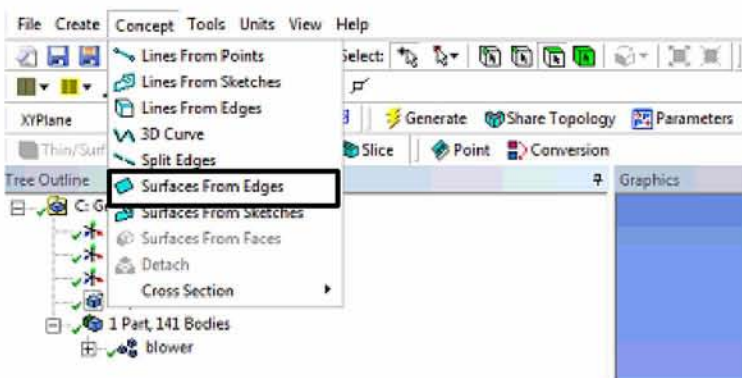 File Create Concept Tools Units View Help
Lines From Points
Select:
Lines From Sketches
Lines From Edges
XYPlane
Generate Share Topology Parameters
3D Curve
Thin/Surf
Split Edges
Slice Point Conversion
Tree Outline
Surfaces From Edges
Graphics
Surfaces From Sketches
Surfaces From Faces
Detach
Cross Section
1 Part, 141 Bodies
blower